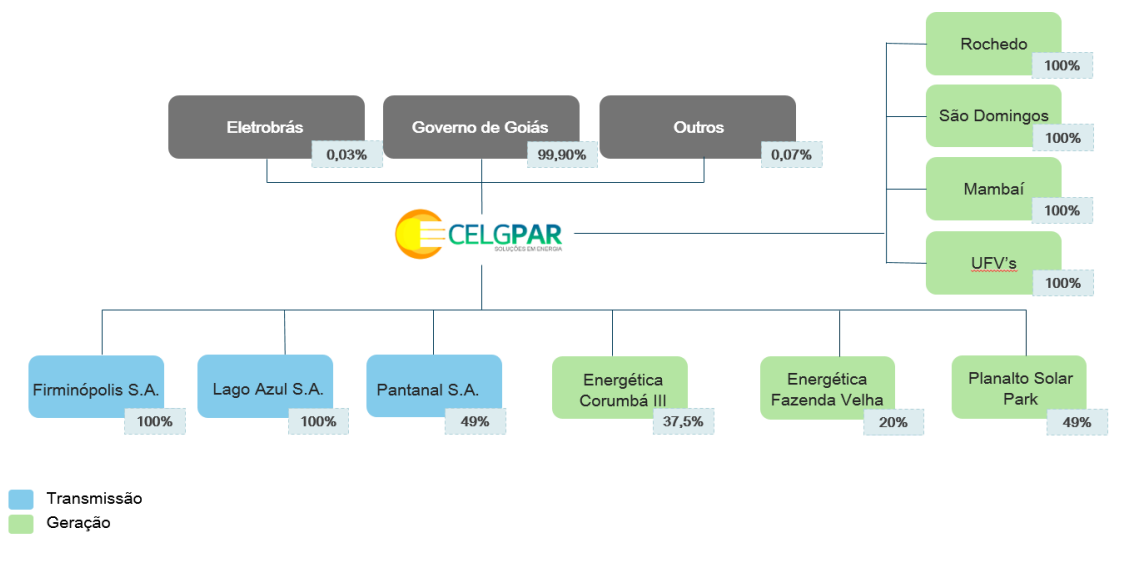 Rochedo
100%
São Domingos
100%
Mambaí
100%
UFV's
100%
Eletrobrás
0,03%
Governo de Goiás
99,90%
Outros
0,07%
CELGPAR
SOLUÇÕES EM ENERGIA
Firminópolis S.A.
100%
Lago Azul S.A.
100%
Pantanal S.A.
49%
Energética
Corumbá III
37,5%
Energética
Fazenda Velha
20%
Planalto Solar
Park
49%
Transmissão
Geração